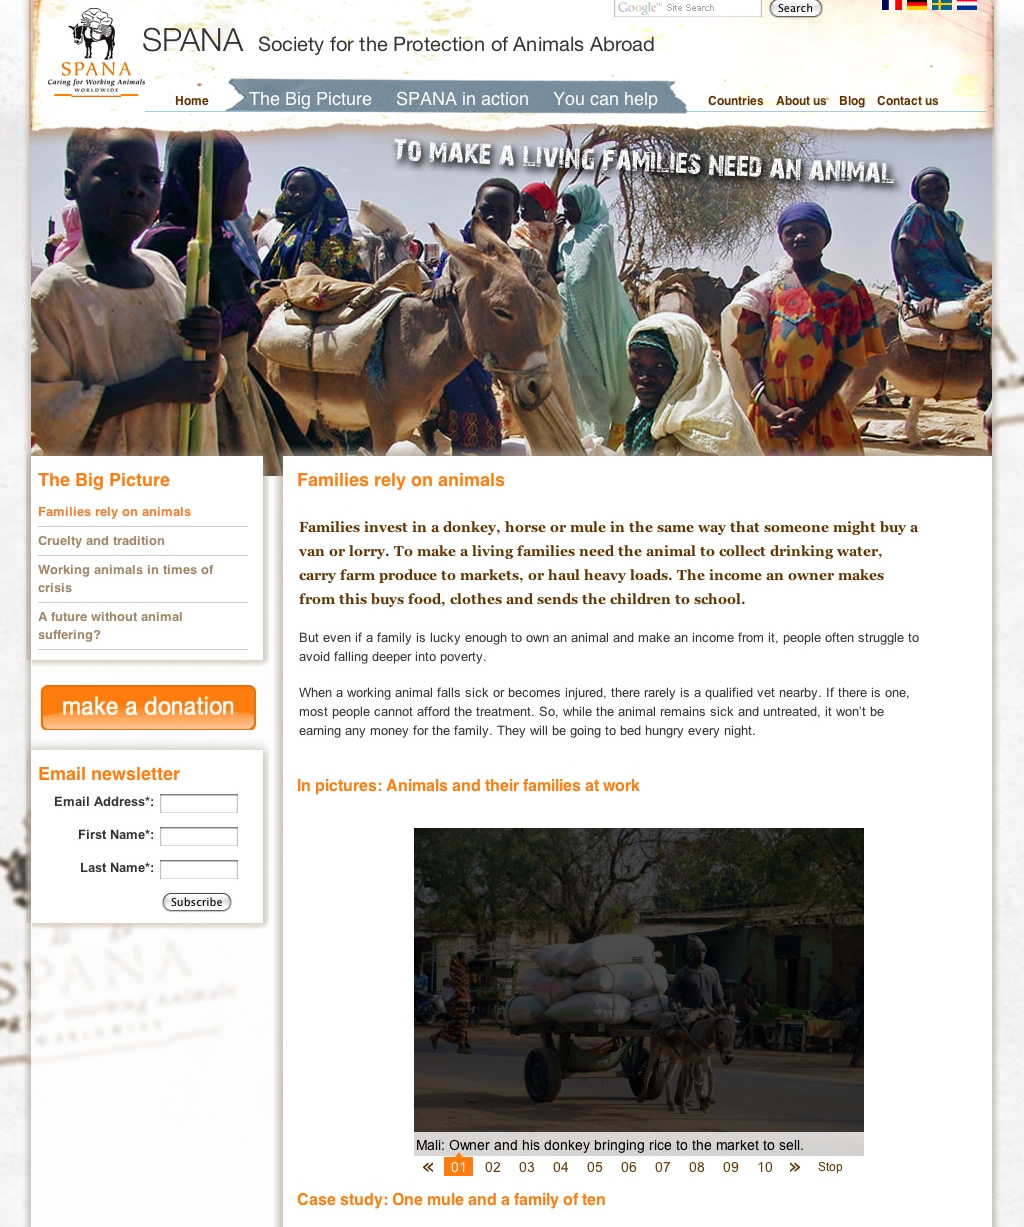 Google™ Site Search
Search
SPANA Society for the Protection of Animals Abroad
SPANA
Caring for Working Animals
WORLDWIDE
Home
The Big Picture
SPANA in action
You can help
Countries
About us
Blog
Contact us
TO MAKE A LIVING FAMILIES NEED AN ANIMAL
The Big Picture
Families rely on animals
Cruelty and tradition
Working animals in times of
crisis
A future without animal
suffering?
make a donation
Email newsletter
Email Address*:
First Name*:
Last Name*:
Subscribe
Families rely on animals
Families invest in a donkey, horse or mule in the same way that someone might buy a
van or lorry. To make a living families need the animal to collect drinking water,
carry farm produce to markets, or haul heavy loads. The income an owner makes
from this buys food, clothes and sends the children to school.
But even if a family is lucky enough to own an animal and make an income from it, people often struggle to
avoid falling deeper into poverty.
When a working animal falls sick or becomes injured, there rarely is a qualified vet nearby. If there is one,
most people cannot afford the treatment. So, while the animal remains sick and untreated, it won't be
earning any money for the family. They will be going to bed hungry every night.
In pictures: Animals and their families at work
Mali: Owner and his donkey bringing rice to the market to sell.
« 01 02 03 04 05 06 07 08 09 10 » Stop
Case study: One mule and a family of ten
SPANA
for Working Animals
WORLDWIDE